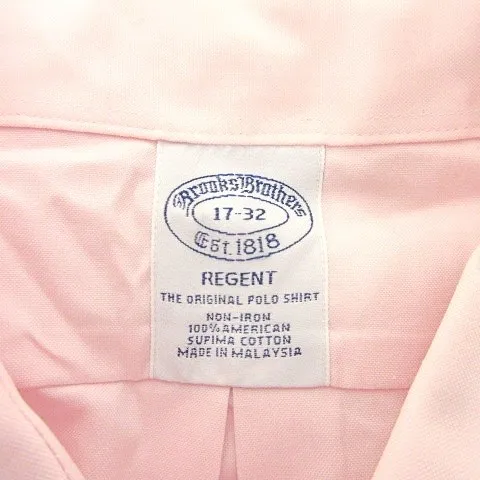 Brooks Brothers
17-32
Est. 1818
REGENT
THE ORIGINAL POLO SHIRT
NON-IRON
100% AMERICAN
SUPIMA COTTON
MADE IN MALAYSIA